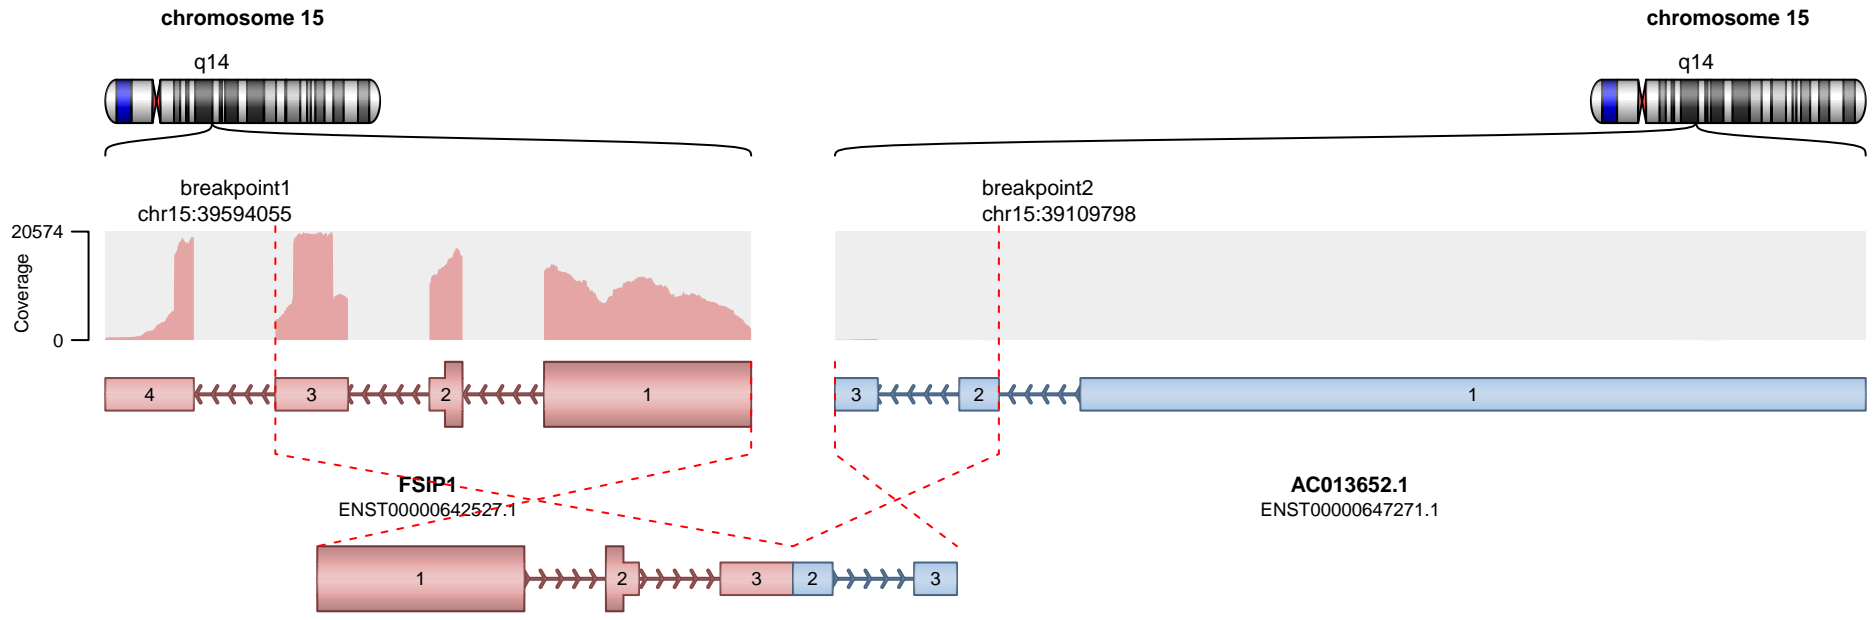 chromosome 15
chromosome 15
q14
q14
breakpoint1
chr15:39594055
breakpoint2
chr15:39109798
20574
Coverage
0
4
3
2
1
3
2
1
FSIP1
ENST00000642527.1
AC013652.1
ENST00000647271.1
1
2
3
2
3